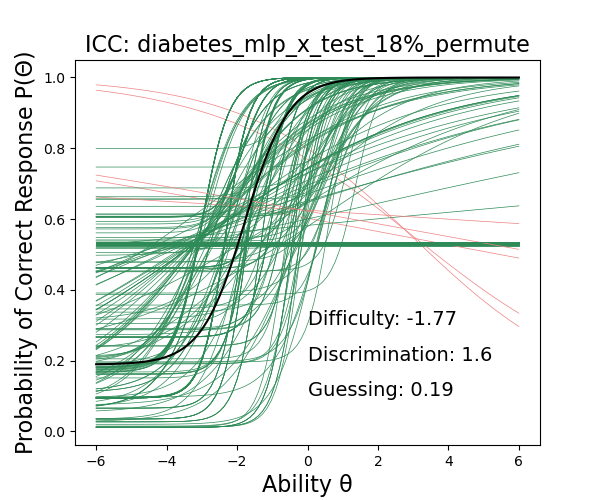 ICC: diabetes_mlp_x_test_18%_permute
Probability of Correct Response P(Θ)
1.0
0.8
0.6
0.4
0.2
0.0
Difficulty: -1.77
Discrimination: 1.6
Guessing: 0.19
−6 −4 −2 0 2 4 6
Ability θ